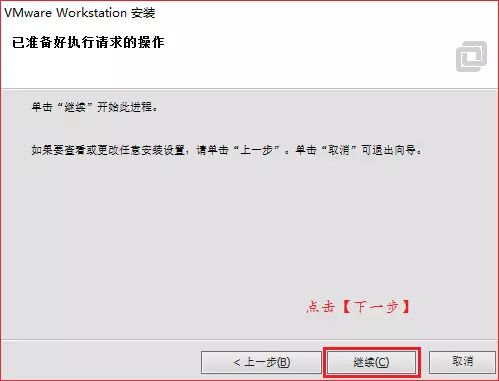 VMware Workstation 安装
已准备好执行请求的操作
单击“继续”开始此进程。
如果要查看或更改任意安装设置，请单击“上一步”。单击“取消”可退出向导。
点击【下一步】
< 上一步(B)
继续(C)
取消